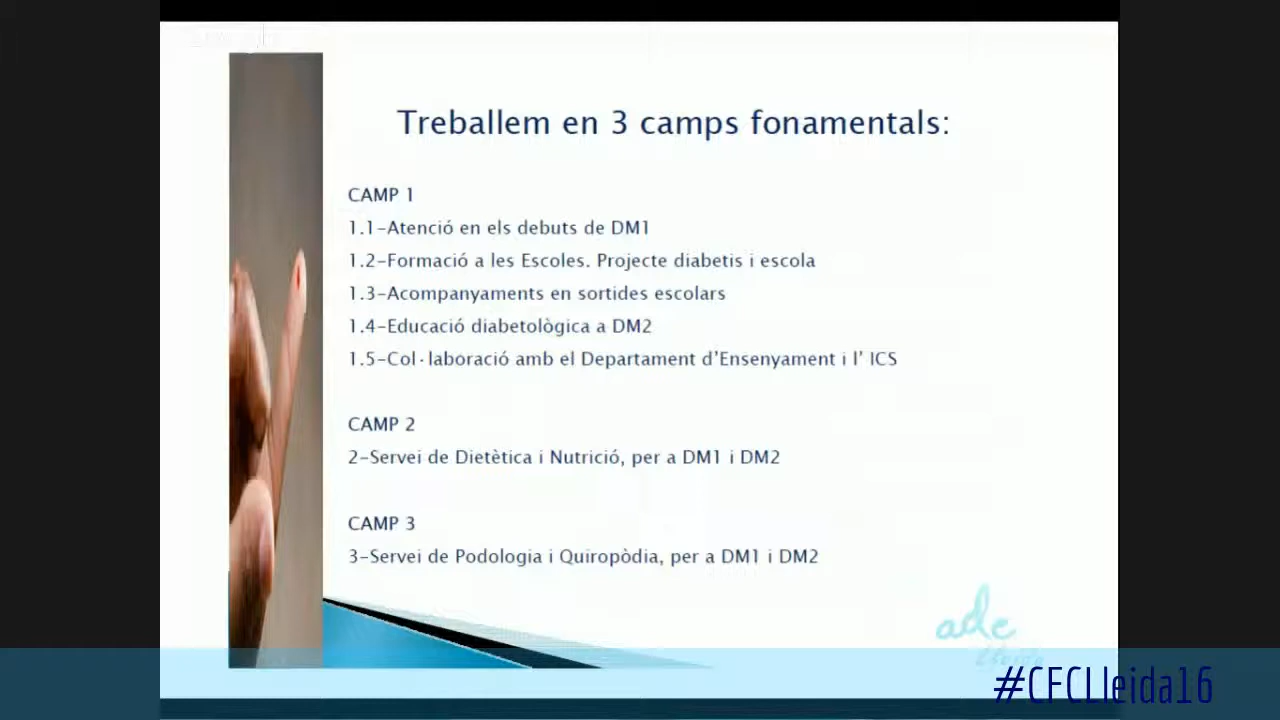 Treballem en 3 camps fonamentals:
CAMP 1
1.1-Atenció en els debuts de DM1
1.2-Formació a les Escoles. Projecte diabetis i escola
1.3-Acompanyaments en sortides escolars
1.4-Educació diabetològica a DM2
1.5-Col·laboració amb el Departament d'Ensenyament i l' ICS
CAMP 2
2-Servei de Dietètica i Nutrició, per a DM1 i DM2
CAMP 3
3-Servei de Podologia i Quiropòdia, per a DM1 i DM2
adc
lleida
#CFCLleida16